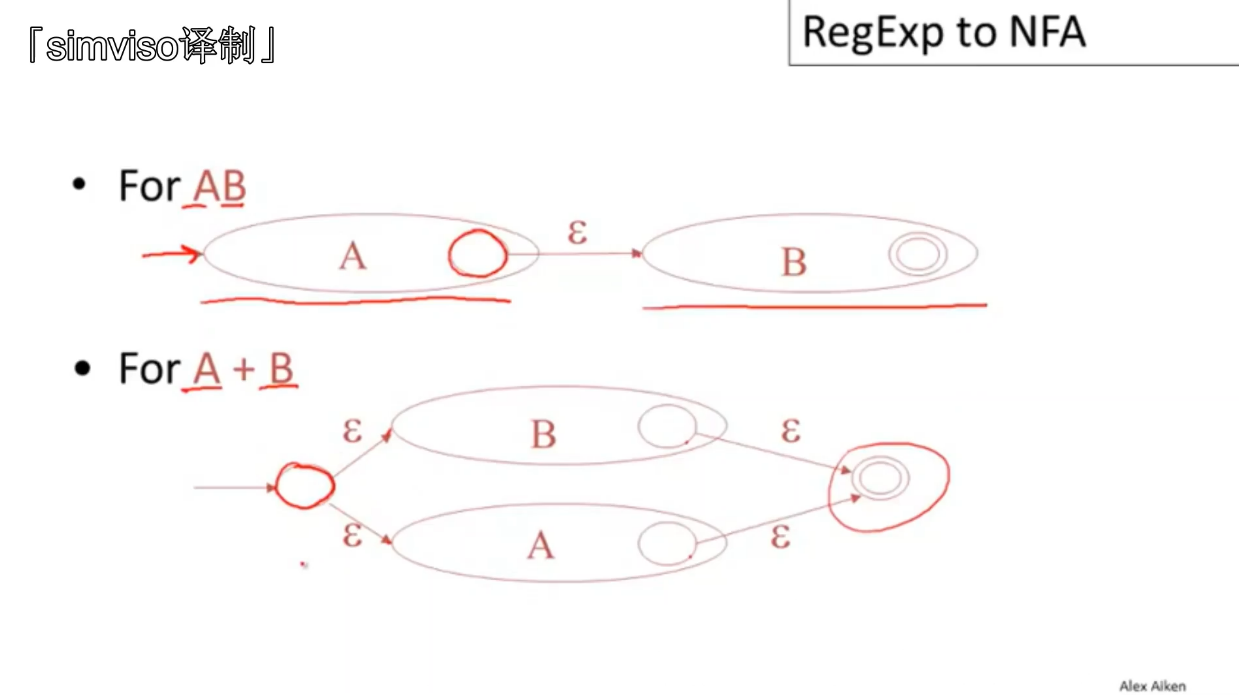 「simviso译制」
RegExp to NFA
• For AB
A ε B
• For A + B
ε B ε
ε A ε
Alex Aiken